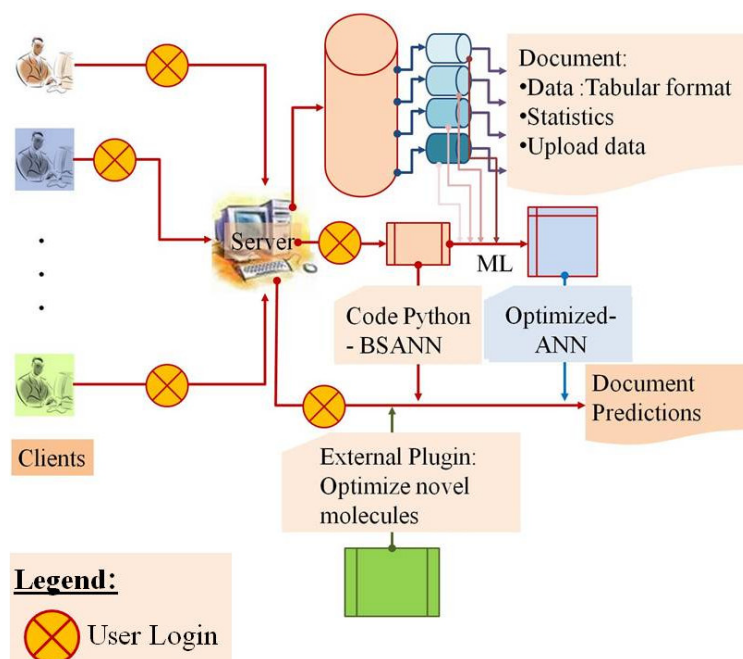 Document:
•Data :Tabular format
•Statistics
•Upload data
Server
ML
Code Python
- BSANN
Optimized-
ANN
Document
Predictions
Clients
External Plugin:
Optimize novel
molecules
Legend:
User Login